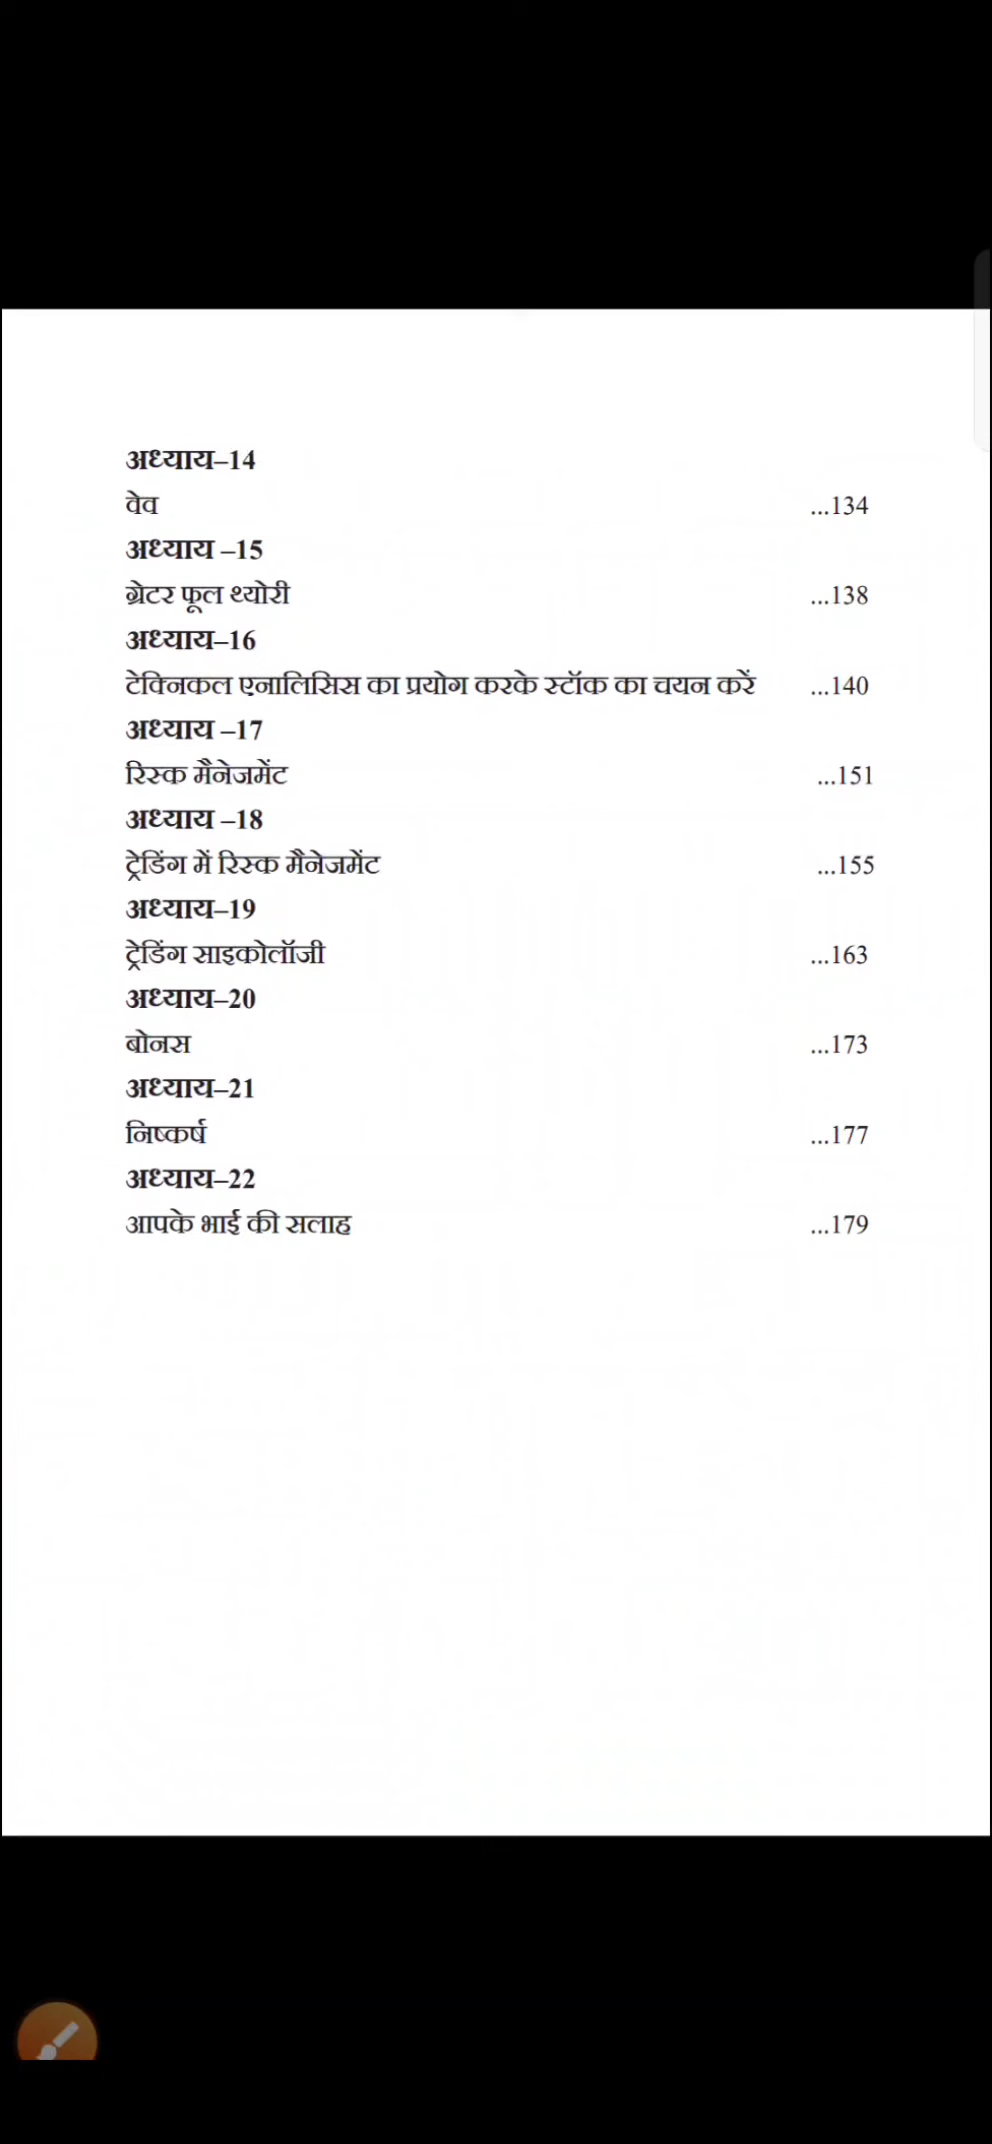 अध्याय–14
वेव ...134
अध्याय –15
ग्रेटर फूल थ्योरी ...138
अध्याय–16
टेक्निकल एनालिसिस का प्रयोग करके स्टॉक का चयन करें ...140
अध्याय –17
रिस्क मैनेजमेंट ...151
अध्याय –18
ट्रेडिंग में रिस्क मैनेजमेंट ...155
अध्याय–19
ट्रेडिंग साइकोलॉजी ...163
अध्याय–20
बोनस ...173
अध्याय–21
निष्कर्ष ...177
अध्याय–22
आपके भाई की सलाह ...179